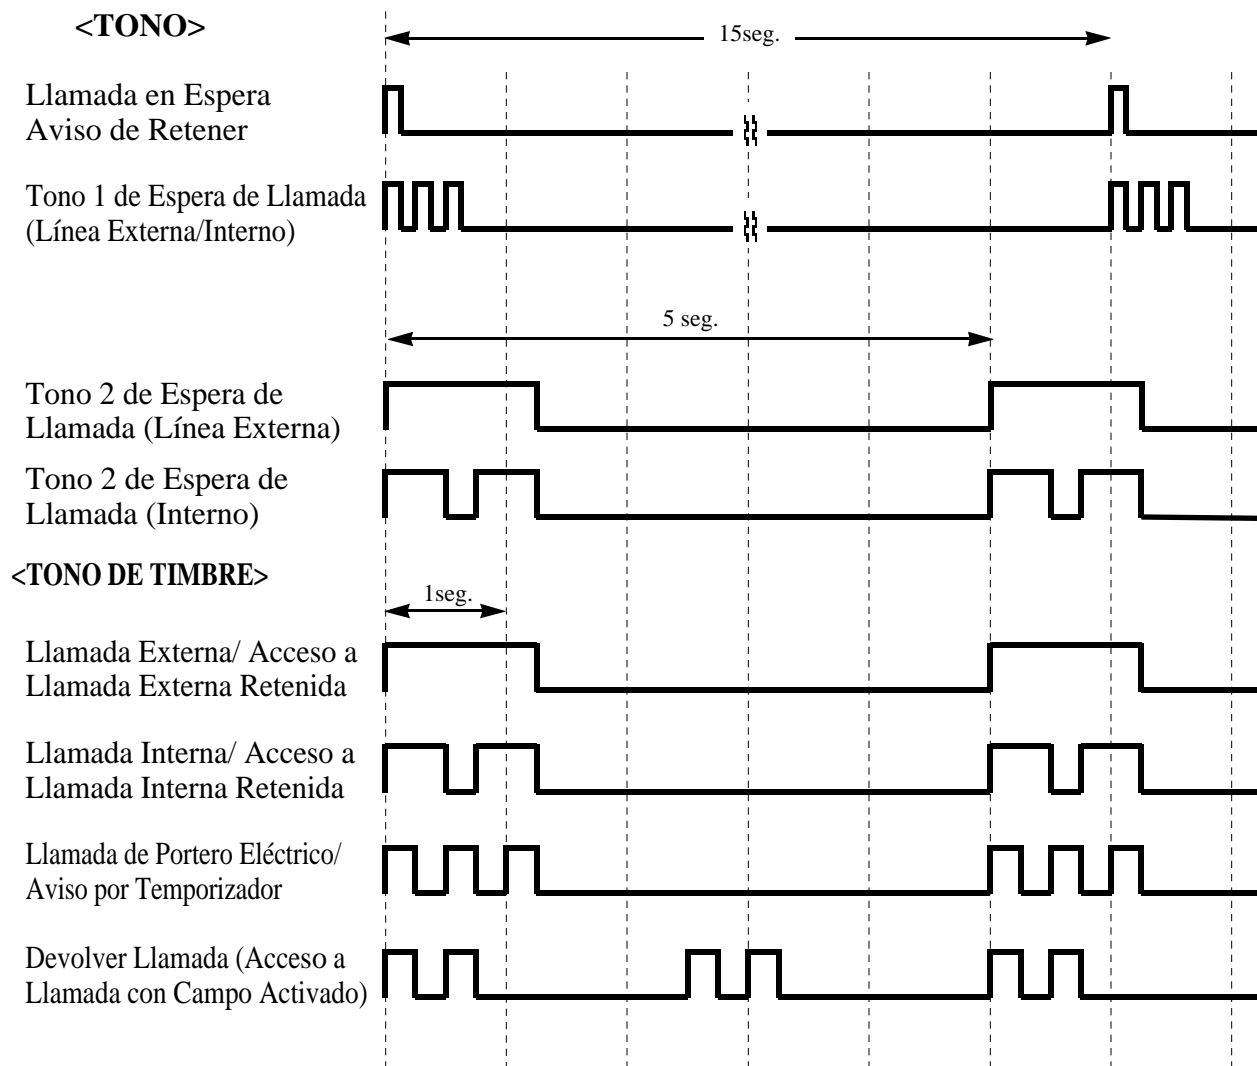 <TONO>
15seg.
Llamada en Espera
Aviso de Retener
Tono 1 de Espera de Llamada
(Línea Externa/Interno)
5 seg.
Tono 2 de Espera de
Llamada (Línea Externa)
Tono 2 de Espera de
Llamada (Interno)
<TONO DE TIMBRE>
1seg.
Llamada Externa/ Acceso a
Llamada Externa Retenida
Llamada Interna/ Acceso a
Llamada Interna Retenida
Llamada de Portero Eléctrico/
Aviso por Temporizador
Devolver Llamada (Acceso a
Llamada con Campo Activado)